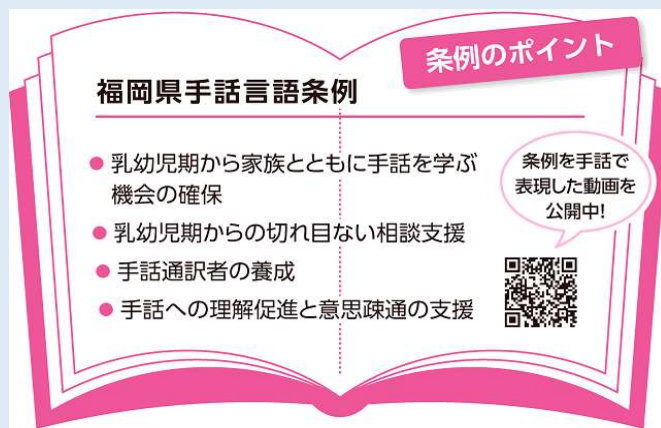 条例のポイント
福岡県手話言語条例
● 乳幼児期から家族とともに手話を学ぶ
機会の確保
● 乳幼児期からの切れ目ない相談支援
● 手話通訳者の養成
● 手話への理解促進と意思疎通の支援
条例を手話で
表現した動画を
公開中!